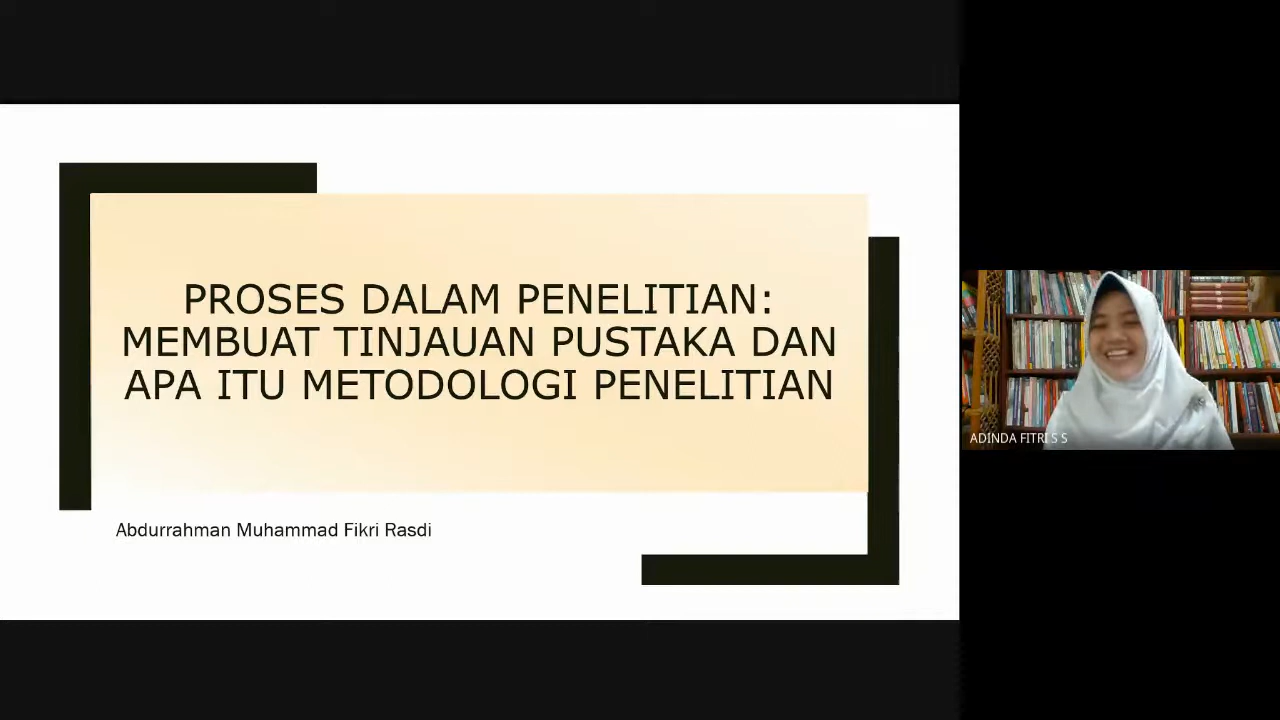 PROSES DALAM PENELITIAN:
MEMBUAT TINJAUAN PUSTAKA DAN
APA ITU METODOLOGI PENELITIAN
Abdurrahman Muhammad Fikri Rasdi
ADINDA FITRI S S